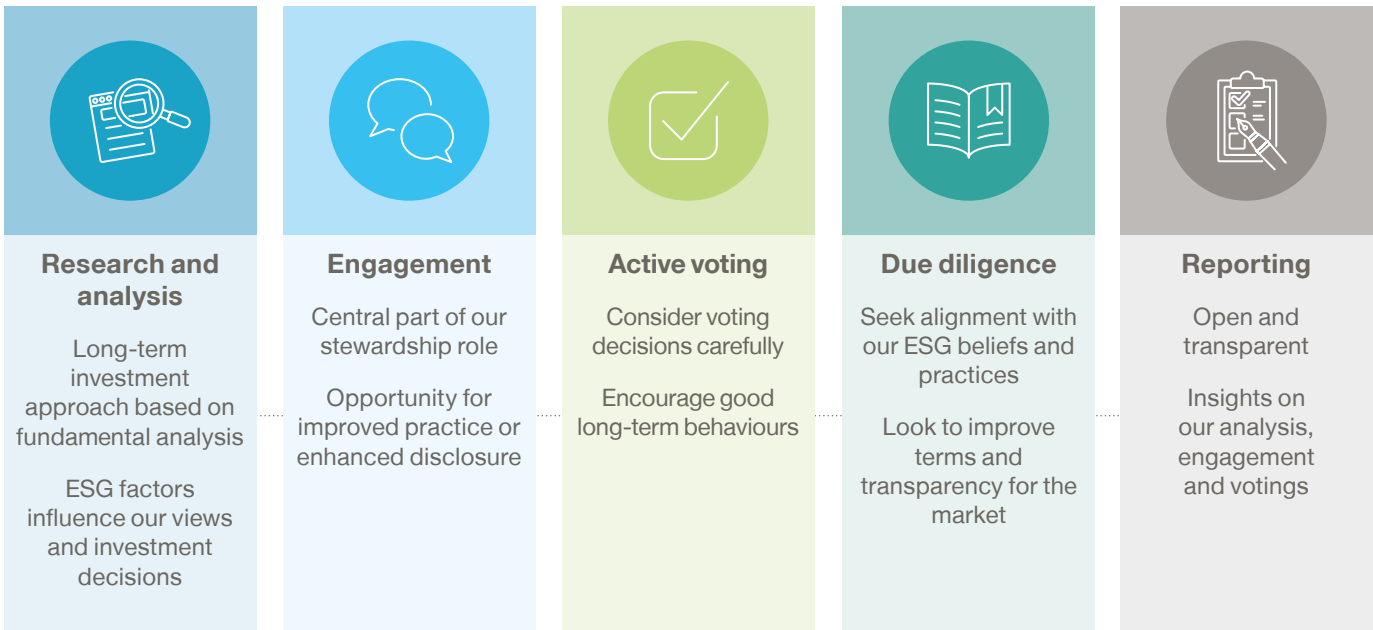 Research and
analysis
Long-term
investment
approach based on
fundamental analysis
ESG factors
influence our views
and investment
decisions
Engagement
Central part of our
stewardship role
Opportunity for
improved practice or
enhanced disclosure
Active voting
Consider voting
decisions carefully
Encourage good
long-term behaviours
Due diligence
Seek alignment with
our ESG beliefs and
practices
Look to improve
terms and
transparency for the
market
Reporting
Open and
transparent
Insights on
our analysis,
engagement
and votings